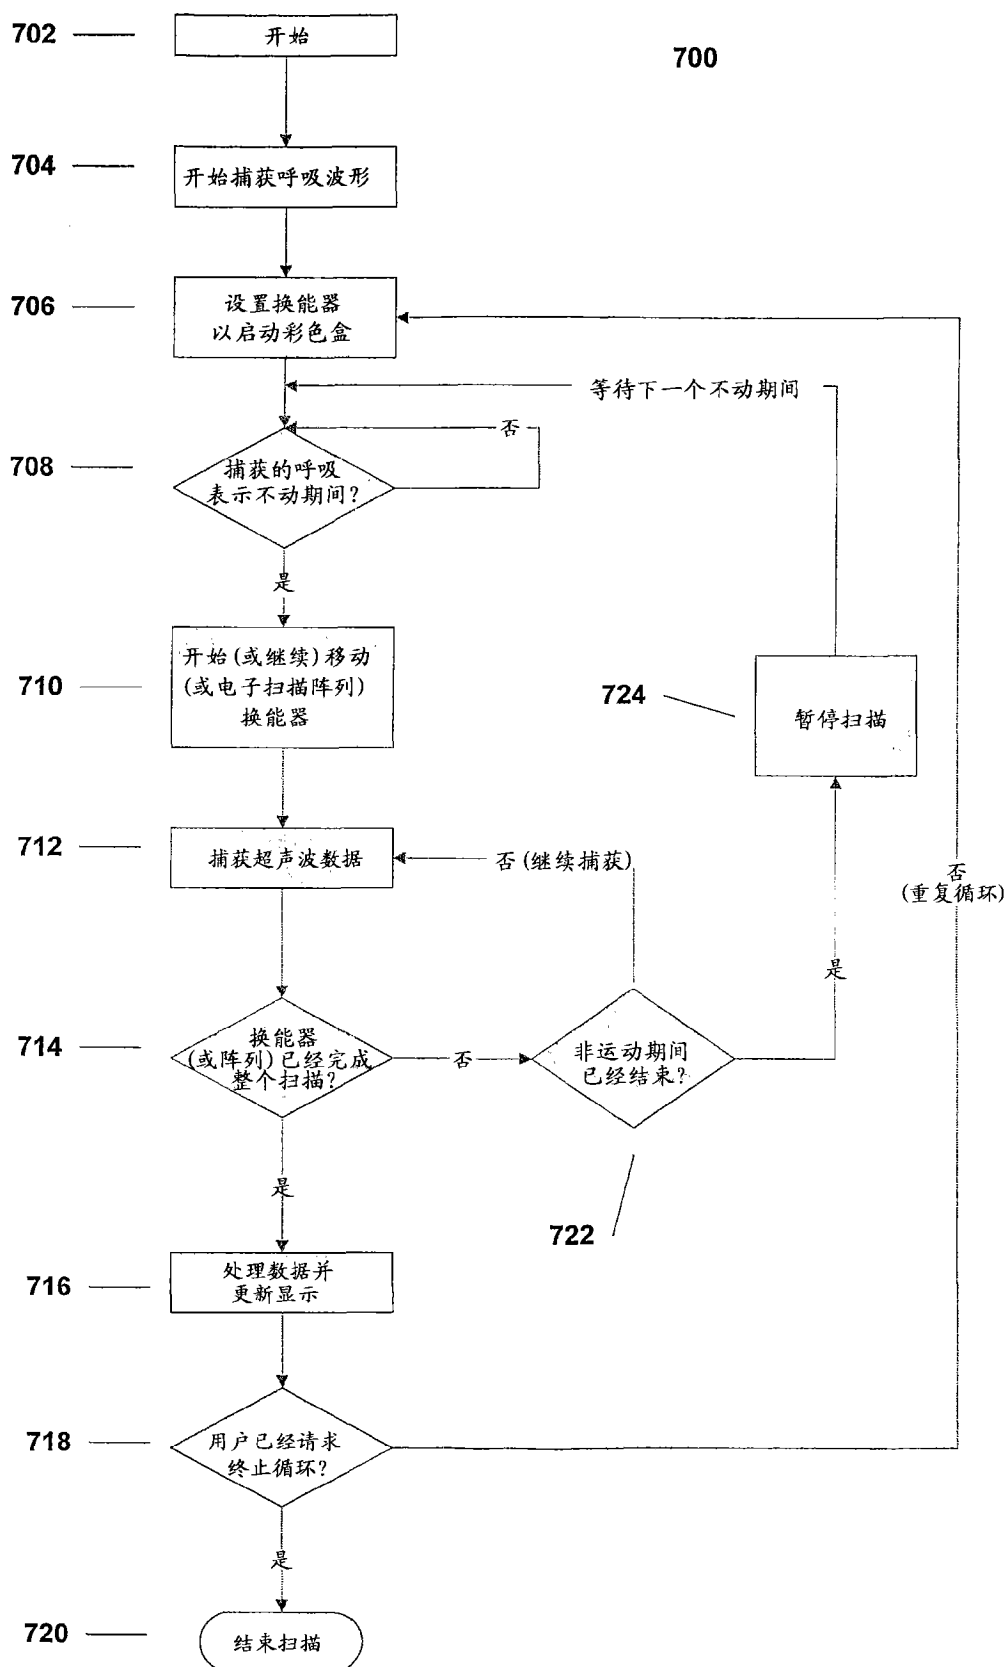 702
开始
700
704
开始捕获呼吸波形
706
设置换能器
以启动彩色盒
等待下一个不动期间
否
708
捕获的呼吸
表示不动期间?
是
710
开始(或继续)移动
(或电子扫描阵列)
换能器
724
暂停扫描
712
捕获超声波数据
否(继续捕获)
否
(重复循环)
是
714
换能器
(或阵列)已经完成
整个扫描?
否
非运动期间
已经结束?
是
722
716
处理数据并
更新显示
718
用户已经请求
终止循环?
是
720
结束扫描